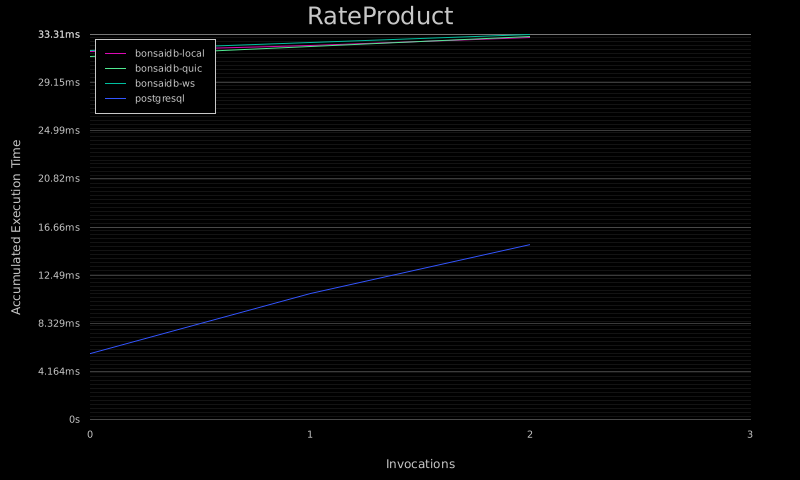 RateProduct
33.31ms
29.15ms
24.99ms
20.82ms
16.66ms
12.49ms
8.329ms
4.164ms
0s
Accumulated Execution Time
bonsaidb-local
bonsaidb-quic
bonsaidb-ws
postgresql
0 1 2 3
Invocations